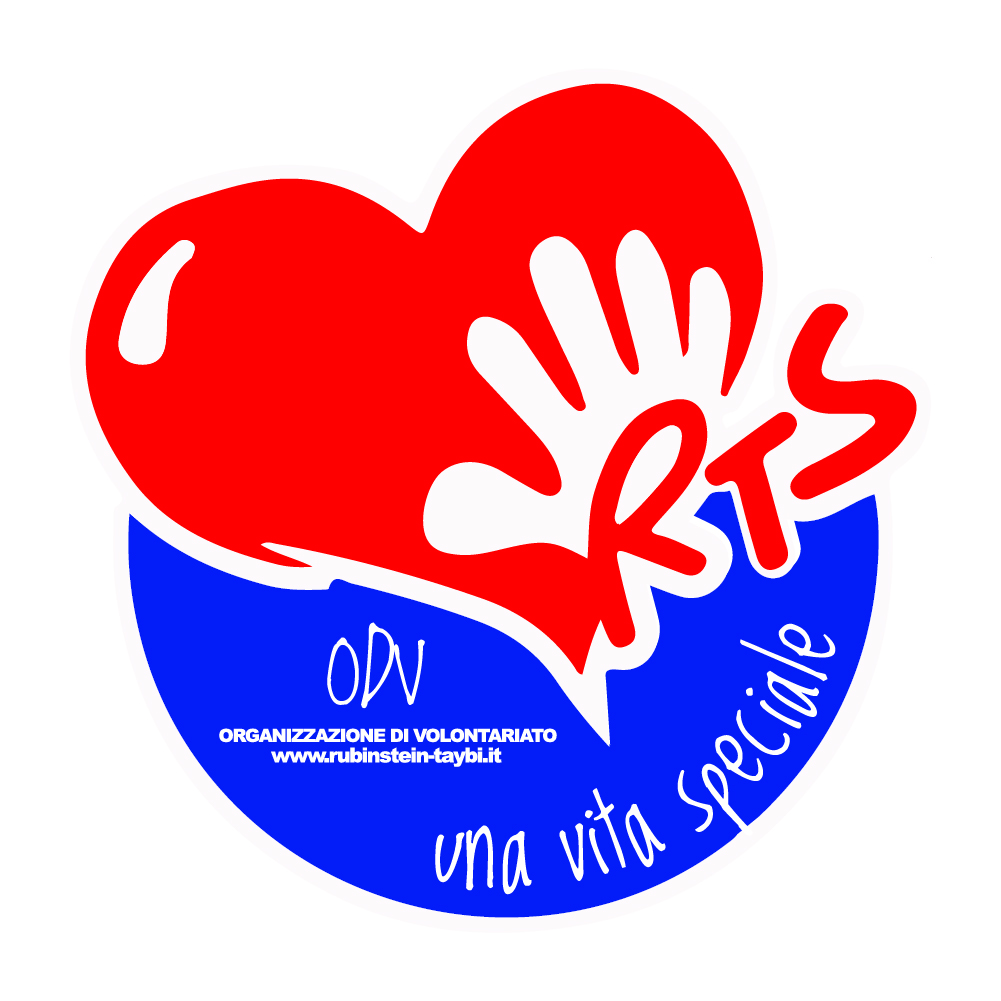 RTS
ODV
ORGANIZZAZIONE DI VOLONTARIATO
www.rubinstein-taybi.it
una vita speciale